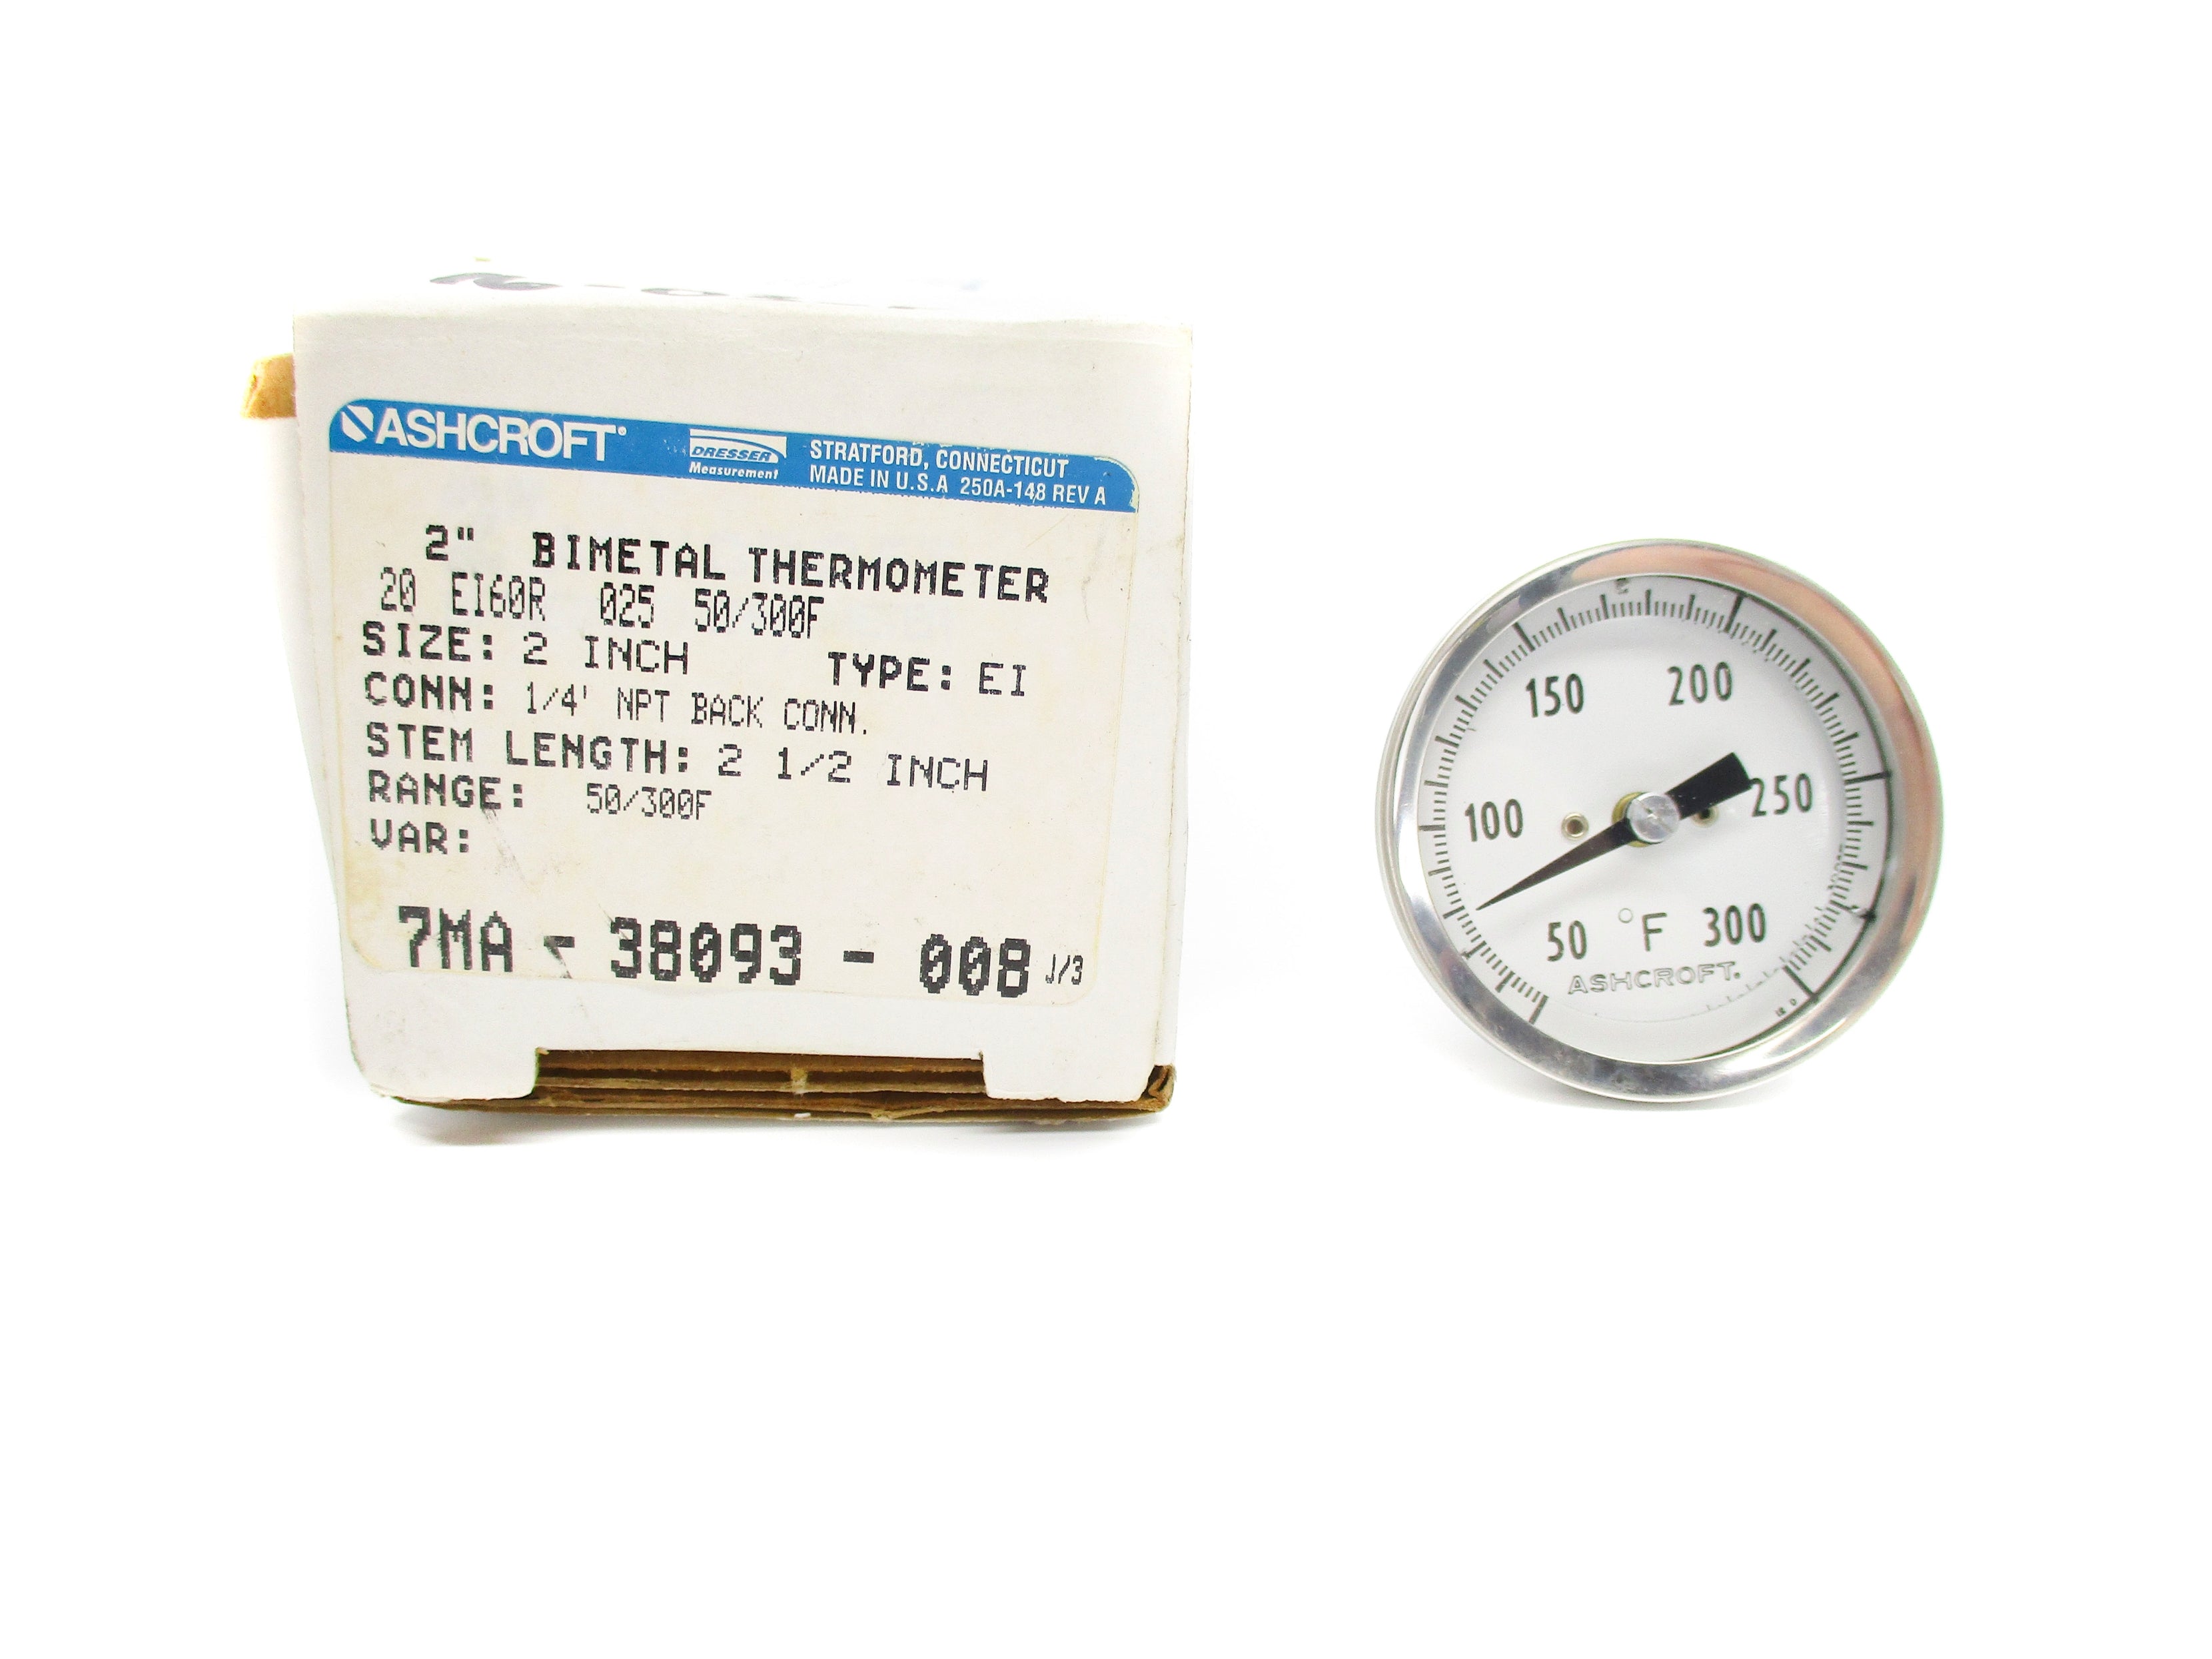 ASHCROFT®
DRESSER
Measurement
STRATFORD, CONNECTICUT
MADE IN U.S.A 250A-148 REV A
2" BIMETAL THERMOMETER
20 EI60R 025 50/300F
SIZE: 2 INCH TYPE: EI
CONN: 1/4' NPT BACK CONN.
STEM LENGTH: 2 1/2 INCH
RANGE: 50/300F
VAR:
7MA - 38093 - 008 J/3
150 200
100 250
50 °F 300
ASHCROFT®